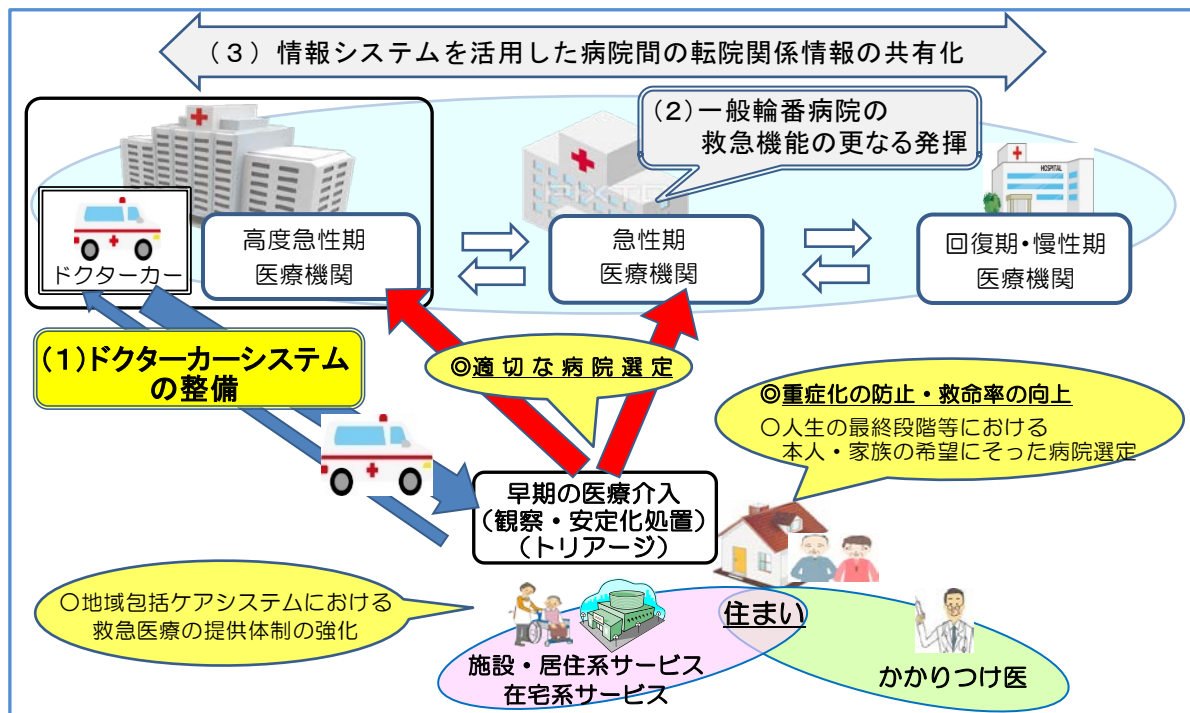 （３）情報システムを活用した病院間の転院関係情報の共有化
（２）一般輪番病院の
救急機能の更なる発揮
HOSPITAL
ドクターカー
高度急性期
医療機関
急性期
医療機関
回復期・慢性期
医療機関
（１）ドクターカーシステム
の整備
◎適切な病院選定
◎重症化の防止・救命率の向上
○人生の最終段階等における
本人・家族の希望にそった病院選定
早期の医療介入
（観察・安定化処置）
（トリアージ）
○地域包括ケアシステムにおける
救急医療の提供体制の強化
住まい
施設・居住系サービス
在宅系サービス
かかりつけ医